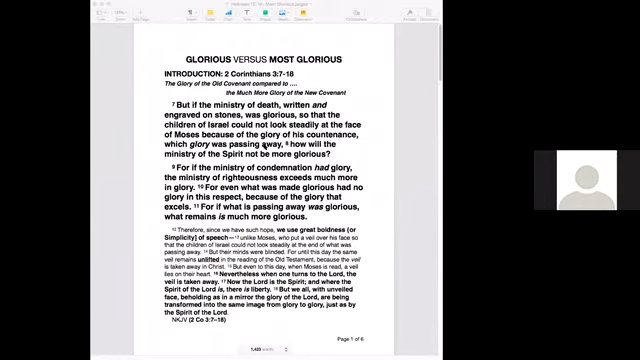 GLORIOUS VERSUS MOST GLORIOUS
INTRODUCTION: 2 Corinthians 3:7-18
The Glory of the Old Covenant compared to ....
the Much More Glory of the New Covenant
7 But if the ministry of death, written and
engraved on stones, was glorious, so that the
children of Israel could not look steadily at the face
of Moses because of the glory of his countenance,
which glory was passing away, 8 how will the
ministry of the Spirit not be more glorious?
9 For if the ministry of condemnation had glory,
the ministry of righteousness exceeds much more
in glory. 10 For even what was made glorious had no
glory in this respect, because of the glory that
excels. 11 For if what is passing away was glorious,
what remains is much more glorious.
12 Therefore, since we have such hope, we use great boldness (or
Simplicity] of speech— 13 unlike Moses, who put a veil over his face so
that the children of Israel could not look steadily at the end of what was
passing away. 14 But their minds were blinded. For until this day the same
veil remains unlifted in the reading of the Old Testament, because the veil
is taken away in Christ. 15 But even to this day, when Moses is read, a veil
lies on their heart. 16 Nevertheless when one turns to the Lord, the
veil is taken away. 17 Now the Lord is the Spirit; and where the
Spirit of the Lord is, there is liberty. 18 But we all, with unveiled
face, beholding as in a mirror the glory of the Lord, are being
transformed into the same image from glory to glory, just as by
the Spirit of the Lord.
NKJV (2 Co 3:7–18)
Page 1 of 6
1,423 words